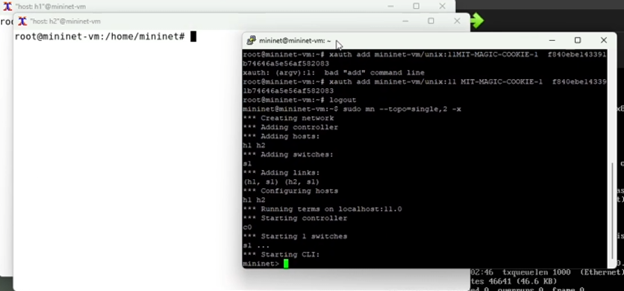 "host: h1"@mininet-vm
"host: h2"@mininet-vm
root@mininet-vm:/home/mininet#
mininet@mininet-vm: ~
root@mininet-vm:~# xauth add mininet-vm/unix:11MIT-MAGIC-COOKIE-1  f840ebe143391
b74646a5e56af582083
xauth: (argv):1:  bad "add" command line
root@mininet-vm:~# xauth add mininet-vm/unix:11 MIT-MAGIC-COOKIE-1  f840ebe14339
1b74646a5e56af582083
root@mininet-vm:~# logout
mininet@mininet-vm:~$ sudo mn --topo=single,2 -x
*** Creating network
*** Adding controller
*** Adding hosts:
h1 h2
*** Adding switches:
s1
*** Adding links:
(h1, s1) (h2, s1)
*** Configuring hosts
h1 h2
*** Running terms on localhost:11.0
*** Starting controller
c0
*** Starting 1 switches
s1 ...
*** Starting CLI:
mininet>
02:46  txqueuelen 1000  (Ethernet)
tes 46641 (46.6 KB)